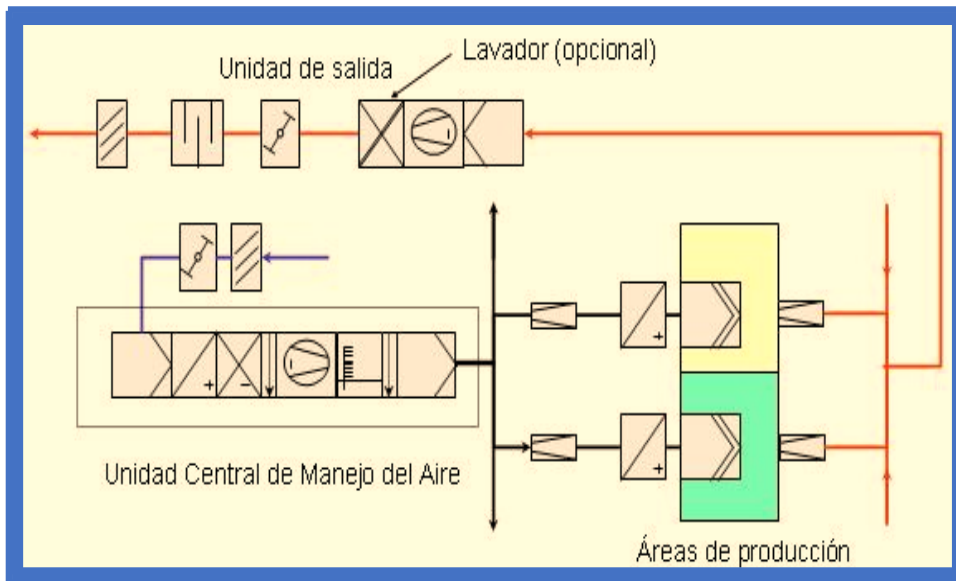 Lavador (opcional)
Unidad de salida
Unidad Central de Manejo del Aire
Áreas de producción